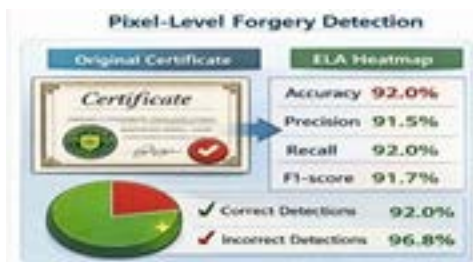 Pixel-Level Forgery Detection
Original Certificate
ELA Heatmap
Certificate
Accuracy 92.0%
Precision 91.5%
Recall 92.0%
F1-score 91.7%
Correct Detections 92.0%
Incorrect Detections 96.8%